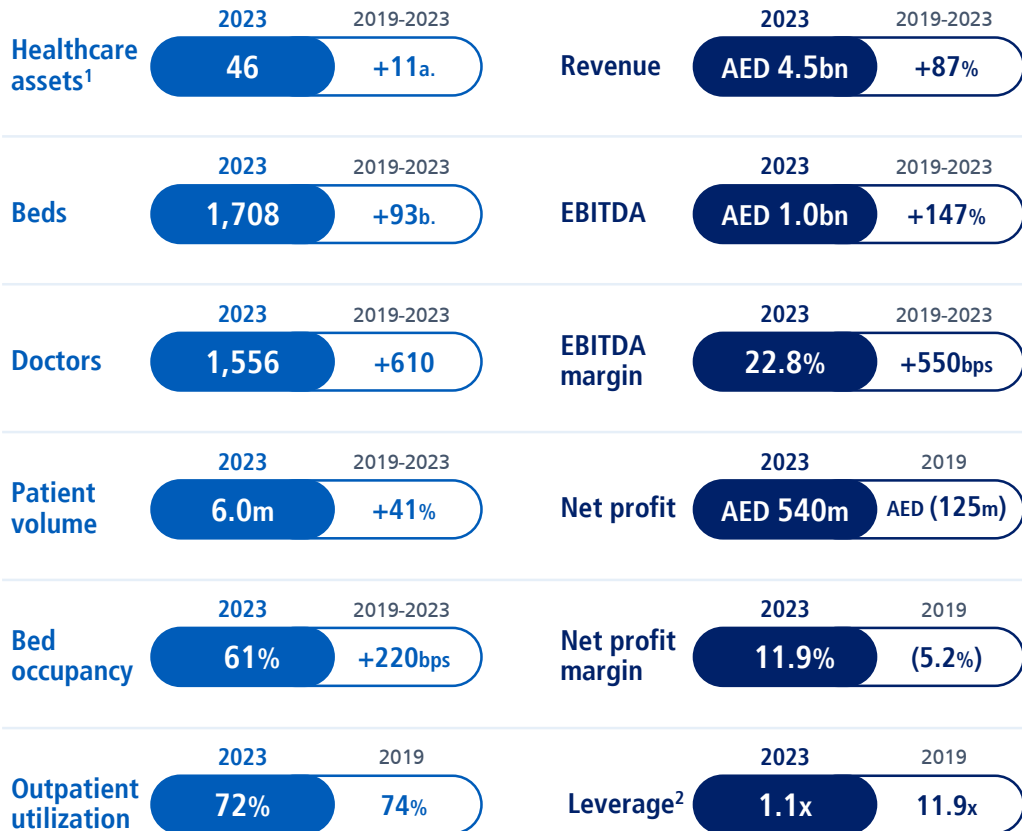 2023 2019-2023
Healthcare
assets1
46 +11a.
2023 2019-2023
Revenue AED 4.5bn +87%
2023 2019-2023
Beds 1,708 +93b.
2023 2019-2023
EBITDA AED 1.0bn +147%
2023 2019-2023
Doctors 1,556 +610
2023 2019-2023
EBITDA
margin
22.8% +550bps
2023 2019-2023
Patient
volume
6.0m +41%
2023 2019
Net profit AED 540m AED (125m)
2023 2019-2023
Bed
occupancy
61% +220bps
2023 2019
Net profit
margin
11.9% (5.2%)
2023 2019
Outpatient
utilization
72% 74%
2023 2019
Leverage2 1.1x 11.9x